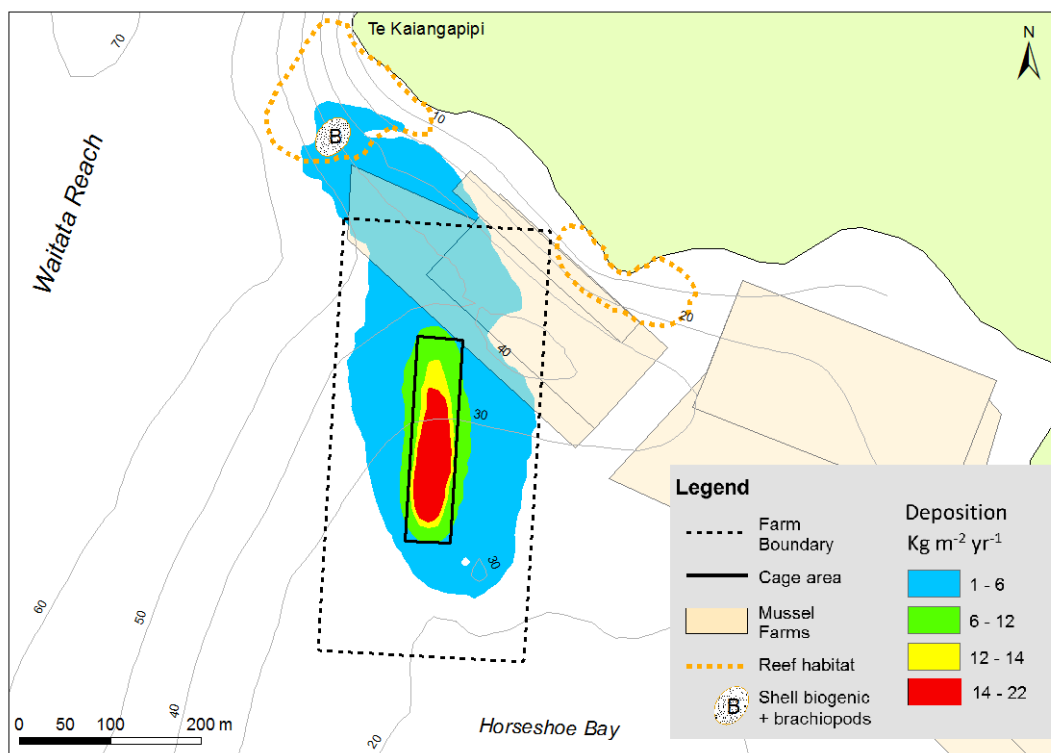 70
Te Kaiangapipi
N
10
B
Waitata Reach
20
40
30
30
60
50
40
20
0 50 100 200 m
Horseshoe Bay
Legend
Farm
Boundary
Cage area
Mussel
Farms
Reef habitat
B
Shell biogenic
+ brachiopods
Deposition
Kg m⁻² yr⁻¹
1 - 6
6 - 12
12 - 14
14 - 22